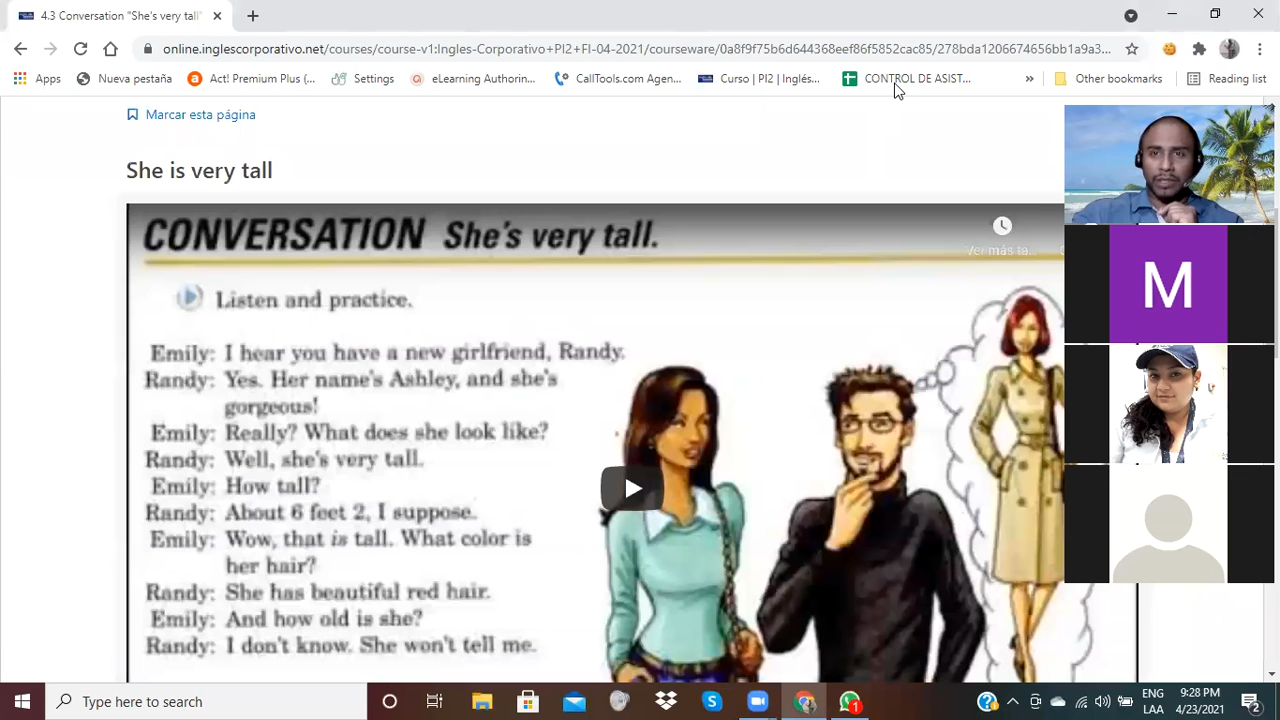 4.3 Conversation "She's very tall"
online.inglescorporativo.net/courses/course-v1:Ingles-Corporativo+PI2+FI-04-2021/courseware/0a8f9f75b6d644368eef86f5852cac85/278bda1206674656bb1a9a3...
Apps Nueva pestaña Act! Premium Plus (... Settings eLearning Authorin... CallTools.com Agen... Curso | PI2 | Inglés... CONTROL DE ASIST... » Other bookmarks Reading list
Marcar esta página
She is very tall
CONVERSATION She's very tall.
Ver más ta...
Listen and practice.
Emily: I hear you have a new girlfriend, Randy.
Randy: Yes. Her name's Ashley, and she's
gorgeous!
Emily: Really? What does she look like?
Randy: Well, she's very tall.
Emily: How tall?
Randy: About 6 feet 2, I suppose.
Emily: Wow, that is tall. What color is
her hair?
Randy: She has beautiful red hair.
Emily: And how old is she?
Randy: I don't know. She won't tell me.
M
Type here to search
1
ENG
LAA
9:28 PM
4/23/2021
2